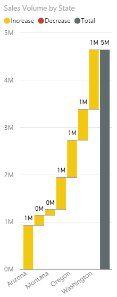 Sales Volume by State
Increase Decrease Total
5M
4M
3M
2M
1M
0M
1M
0M
0M
1M
1M
1M
1M
5M
Arizona
Montana
Oregon
Washington